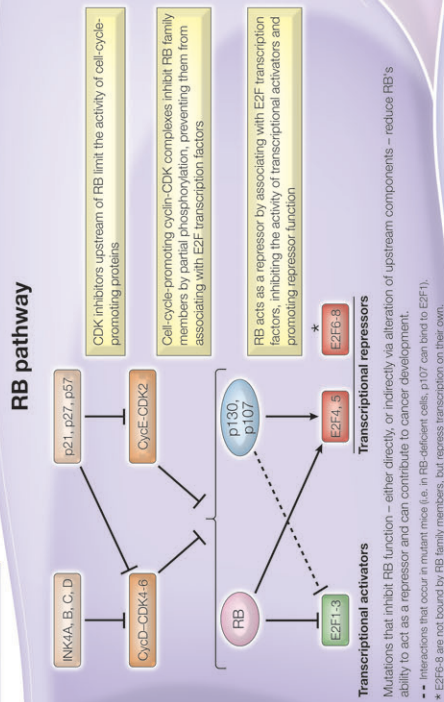 RB pathway
INK4A, B, C, D
p21, p27, p57
CDK inhibitors upstream of RB limit the activity of cell-cycle-
promoting proteins
CycD–CDK4-6
CycE-CDK2
Cell-cycle-promoting cyclin-CDK complexes inhibit RB family
members by partial phosphorylation, preventing them from
associating with E2F transcription factors
RB
p130,
p107
RB acts as a repressor by associating with E2F transcription
factors, inhibiting the activity of transcriptional activators and
promoting repressor function
E2F1-3
E2F4, 5
*
E2F6-8
Transcriptional activators
Transcriptional repressors
Mutations that inhibit RB function – either directly, or indirectly via alteration of upstream components – reduce RB's
ability to act as a repressor and can contribute to cancer development.
-- Interactions that occur in mutant mice (i.e. in RB-deficient cells, p107 can bind to E2F1).
* E2F6-8 are not bound by RB family members, but repress transcription on their own.